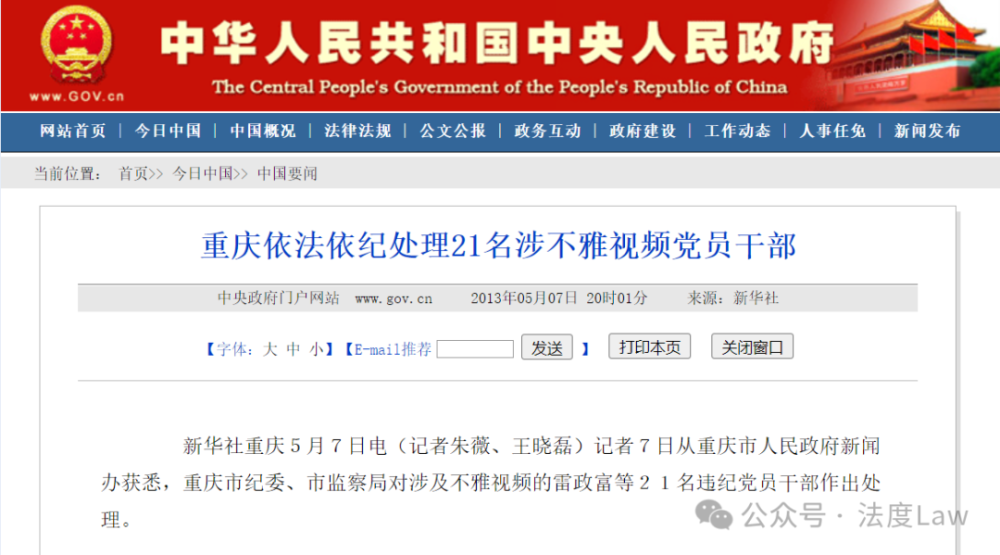 中华人民共和国中央人民政府
www.GOV.cn
The Central People's Government of the People's Republic of China
网站首页 | 今日中国 | 中国概况 | 法律法规 | 公文公报 | 政务互动 | 政府建设 | 工作动态 | 人事任免 | 新闻发布
当前位置： 首页>> 今日中国>> 中国要闻
重庆依法依纪处理21名涉不雅视频党员干部
中央政府门户网站 www.gov.cn 2013年05月07日 20时01分 来源：新华社
【字体：大 中 小】【E-mail推荐 发送 】 打印本页 关闭窗口
新华社重庆５月７日电（记者朱薇、王晓磊）记者７日从重庆市人民政府新闻
办获悉，重庆市纪委、市监察局对涉及不雅视频的雷政富等２１名违纪党员干部作出处
理。
公众号 · 法度Law